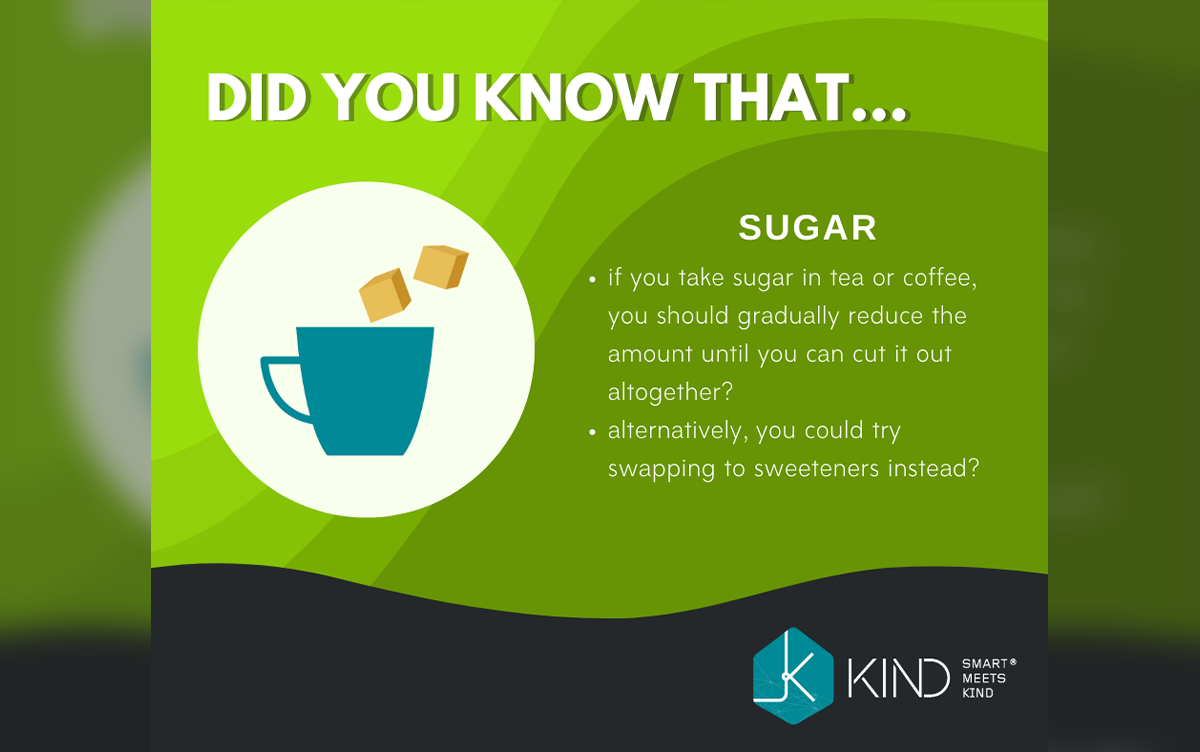 DID YOU KNOW THAT...
SUGAR
• if you take sugar in tea or coffee,
you should gradually reduce the
amount until you can cut it out
altogether?
• alternatively, you could try
swapping to sweeteners instead?
KIND
SMART®
MEETS
KIND